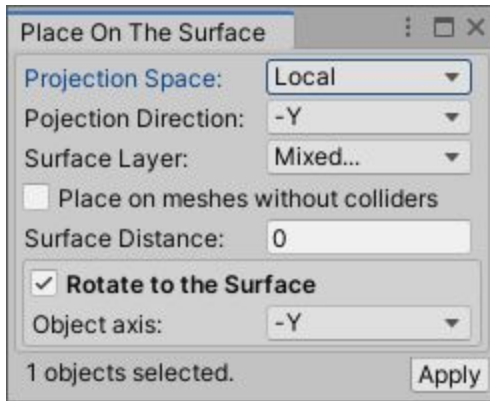 Place On The Surface
Projection Space: Local
Pojection Direction: -Y
Surface Layer: Mixed...
Place on meshes without colliders
Surface Distance: 0
Rotate to the Surface
Object axis: -Y
1 objects selected. Apply